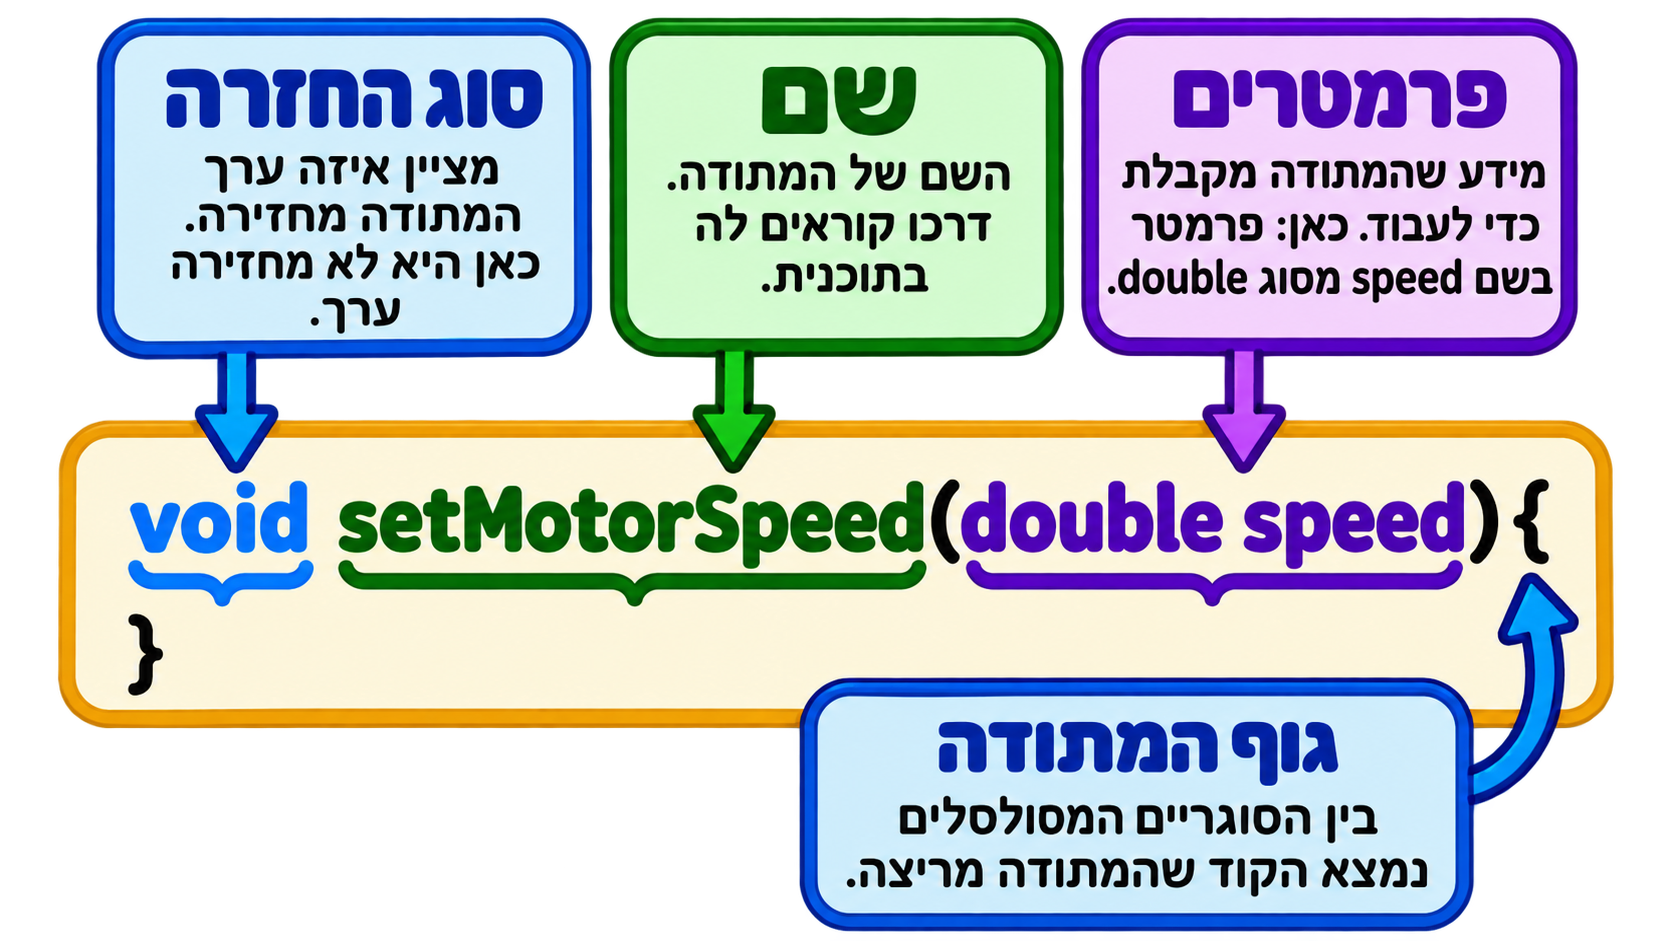 סוג החזרה
מציין איזה ערך
המתודה מחזירה.
כאן היא לא מחזירה
ערך.
שם
השם של המתודה.
דרכו קוראים לה
בתוכנית.
פרמטרים
מידע שהמתודה מקבלת
כדי לעבוד. כאן: פרמטר
בשם speed מסוג double.
void setMotorSpeed(double speed){
}
גוף המתודה
בין הסוגריים המסולסלים
נמצא הקוד שהמתודה מריצה.